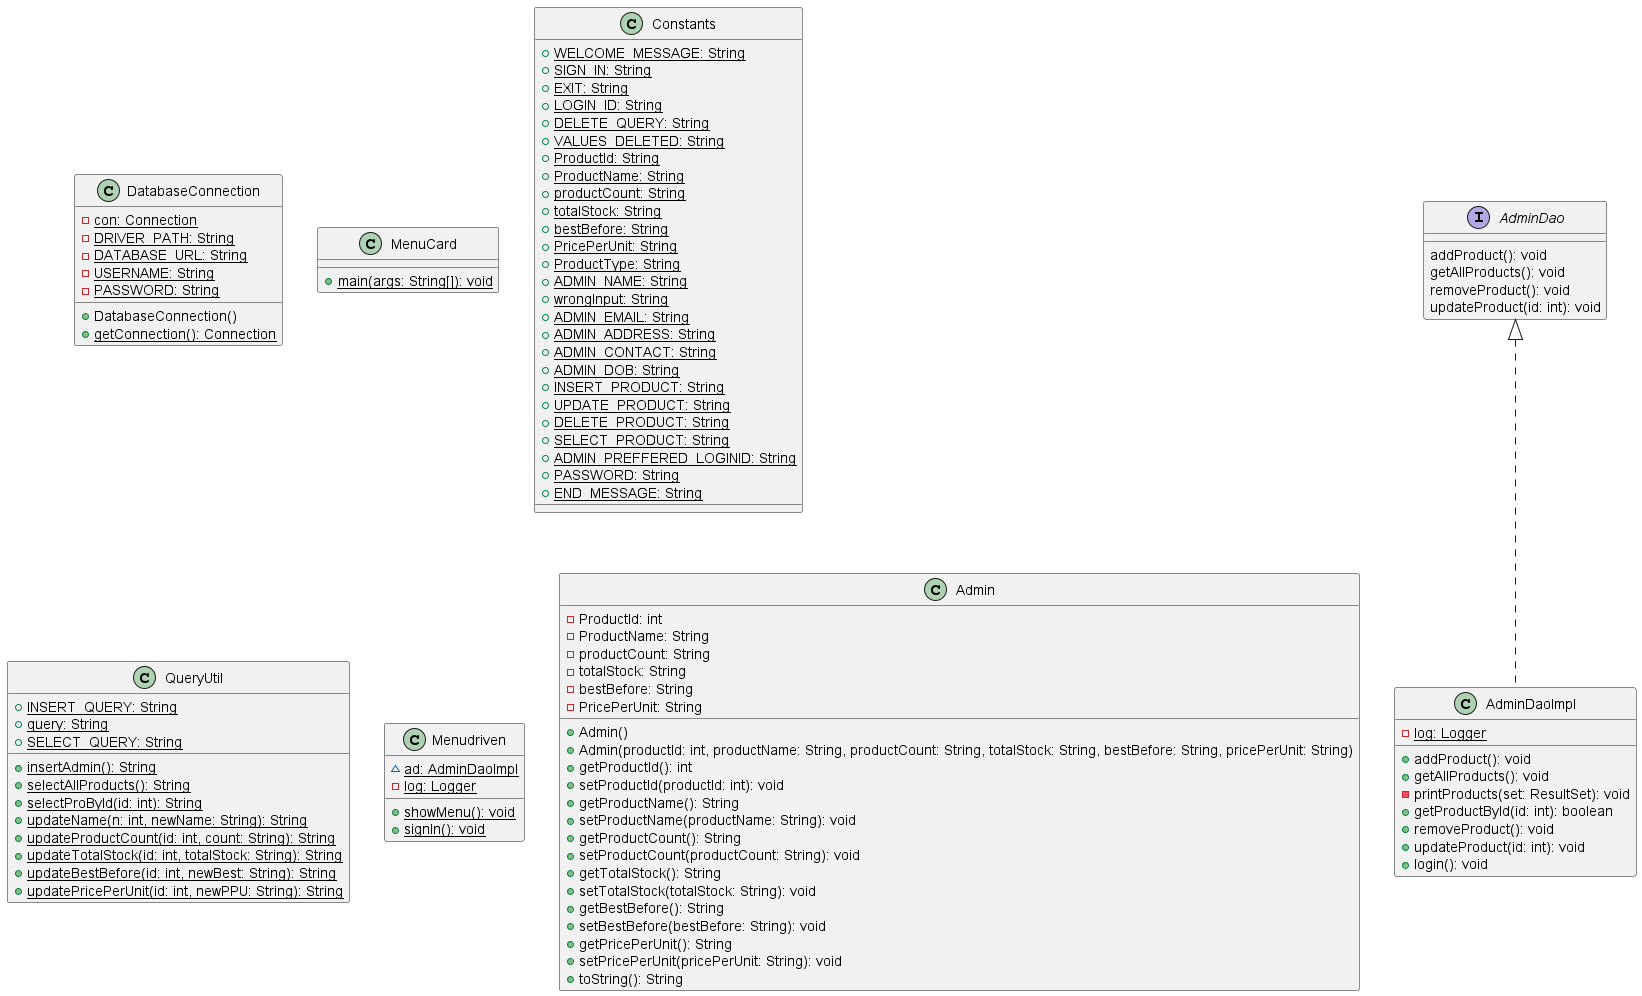 C Constants
WELCOME_MESSAGE: String
SIGN_IN: String
EXIT: String
LOGIN_ID: String
DELETE_QUERY: String
VALUES_DELETED: String
ProductId: String
ProductName: String
productCount: String
totalStock: String
bestBefore: String
PricePerUnit: String
ProductType: String
ADMIN_NAME: String
wrongInput: String
ADMIN_EMAIL: String
ADMIN_ADDRESS: String
ADMIN_CONTACT: String
ADMIN_DOB: String
INSERT_PRODUCT: String
UPDATE_PRODUCT: String
DELETE_PRODUCT: String
SELECT_PRODUCT: String
ADMIN_PREFFERED_LOGINID: String
PASSWORD: String
END_MESSAGE: String
C DatabaseConnection
con: Connection
DRIVER_PATH: String
DATABASE_URL: String
USERNAME: String
PASSWORD: String
DatabaseConnection()
getConnection(): Connection
C MenuCard
main(args: String[]): void
I AdminDao
addProduct(): void
getAllProducts(): void
removeProduct(): void
updateProduct(id: int): void
C QueryUtil
INSERT_QUERY: String
query: String
SELECT_QUERY: String
insertAdmin(): String
selectAllProducts(): String
selectProById(id: int): String
updateName(n: int, newName: String): String
updateProductCount(id: int, count: String): String
updateTotalStock(id: int, totalStock: String): String
updateBestBefore(id: int, newBest: String): String
updatePricePerUnit(id: int, newPPU: String): String
C Menudriven
ad: AdminDaoImpl
log: Logger
showMenu(): void
signIn(): void
C Admin
ProductId: int
ProductName: String
productCount: String
totalStock: String
bestBefore: String
PricePerUnit: String
Admin()
Admin(productId: int, productName: String, productCount: String, totalStock: String, bestBefore: String, pricePerUnit: String)
getProductId(): int
setProductId(productId: int): void
getProductName(): String
setProductName(productName: String): void
getProductCount(): String
setProductCount(productCount: String): void
getTotalStock(): String
setTotalStock(totalStock: String): void
getBestBefore(): String
setBestBefore(bestBefore: String): void
getPricePerUnit(): String
setPricePerUnit(pricePerUnit: String): void
toString(): String
C AdminDaoImpl
log: Logger
addProduct(): void
getAllProducts(): void
printProducts(set: ResultSet): void
getProductById(id: int): boolean
removeProduct(): void
updateProduct(id: int): void
login(): void